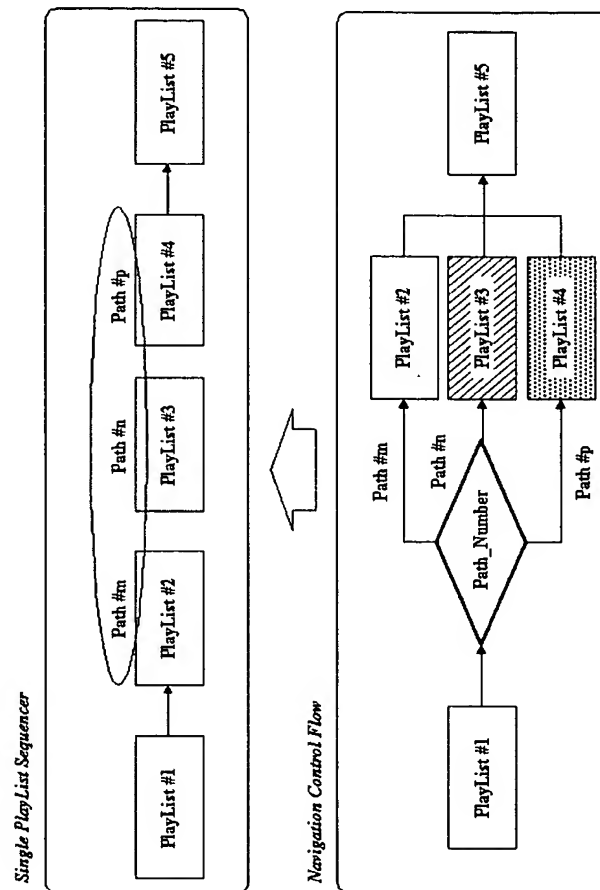 Single PlayList Sequencer
Path #m
Path #n
Path #p
PlayList #1
PlayList #2
PlayList #3
PlayList #4
PlayList #5
Navigation Control Flow
PlayList #1
Path_Number
Path #m
Path #n
Path #p
PlayList #2
PlayList #3
PlayList #4
PlayList #5